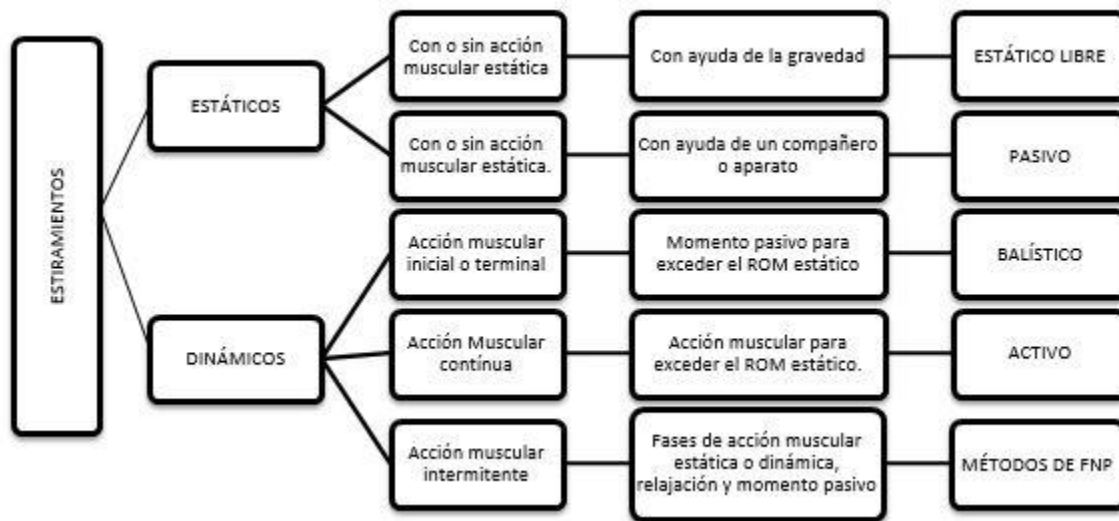 ESTIRAMIENTOS
ESTÁTICOS
Con o sin acción
muscular estática
Con ayuda de la gravedad
ESTÁTICO LIBRE
Con o sin acción
muscular estática.
Con ayuda de un compañero
o aparato
PASIVO
DINÁMICOS
Acción muscular
inicial o terminal
Momento pasivo para
exceder el ROM estático
BALÍSTICO
Acción Muscular
contínua
Acción muscular para
exceder el ROM estático.
ACTIVO
Acción muscular
intermitente
Fases de acción muscular
estática o dinámica,
relajación y momento pasivo
MÉTODOS DE FNP